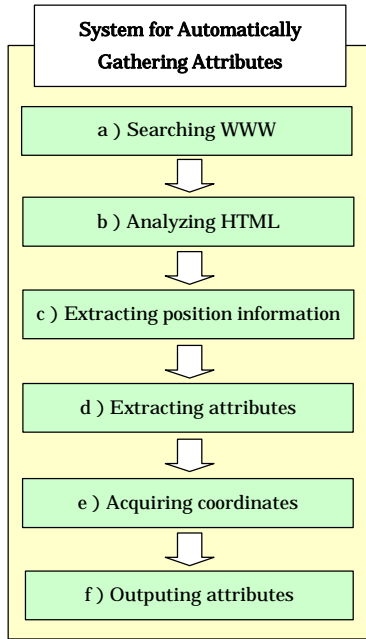 System for Automatically
Gathering Attributes
a ) Searching WWW
b ) Analyzing HTML
c ) Extracting position information
d ) Extracting attributes
e ) Acquiring coordinates
f ) Outputing attributes